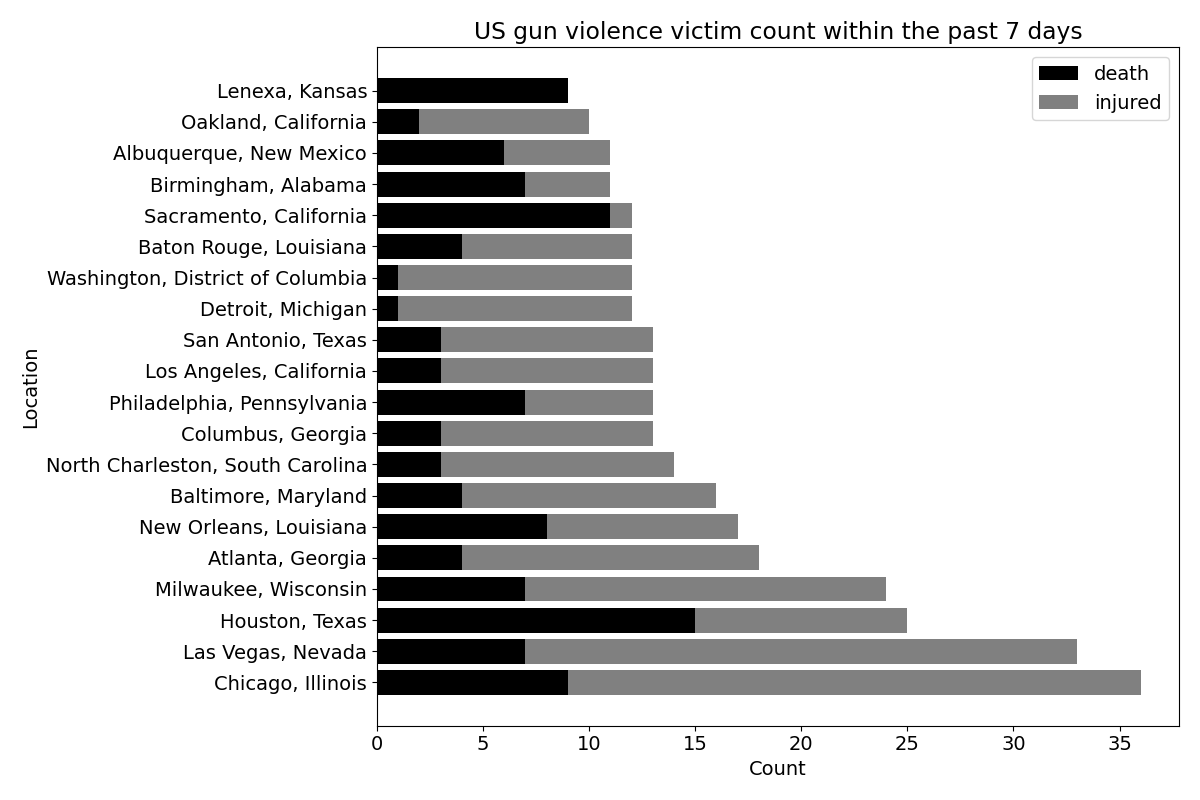 US gun violence victim count within the past 7 days
death
injured
Lenexa, Kansas
Oakland, California
Albuquerque, New Mexico
Birmingham, Alabama
Sacramento, California
Baton Rouge, Louisiana
Washington, District of Columbia
Detroit, Michigan
San Antonio, Texas
Los Angeles, California
Philadelphia, Pennsylvania
Columbus, Georgia
North Charleston, South Carolina
Baltimore, Maryland
New Orleans, Louisiana
Atlanta, Georgia
Milwaukee, Wisconsin
Houston, Texas
Las Vegas, Nevada
Chicago, Illinois
Location
0 5 10 15 20 25 30 35
Count